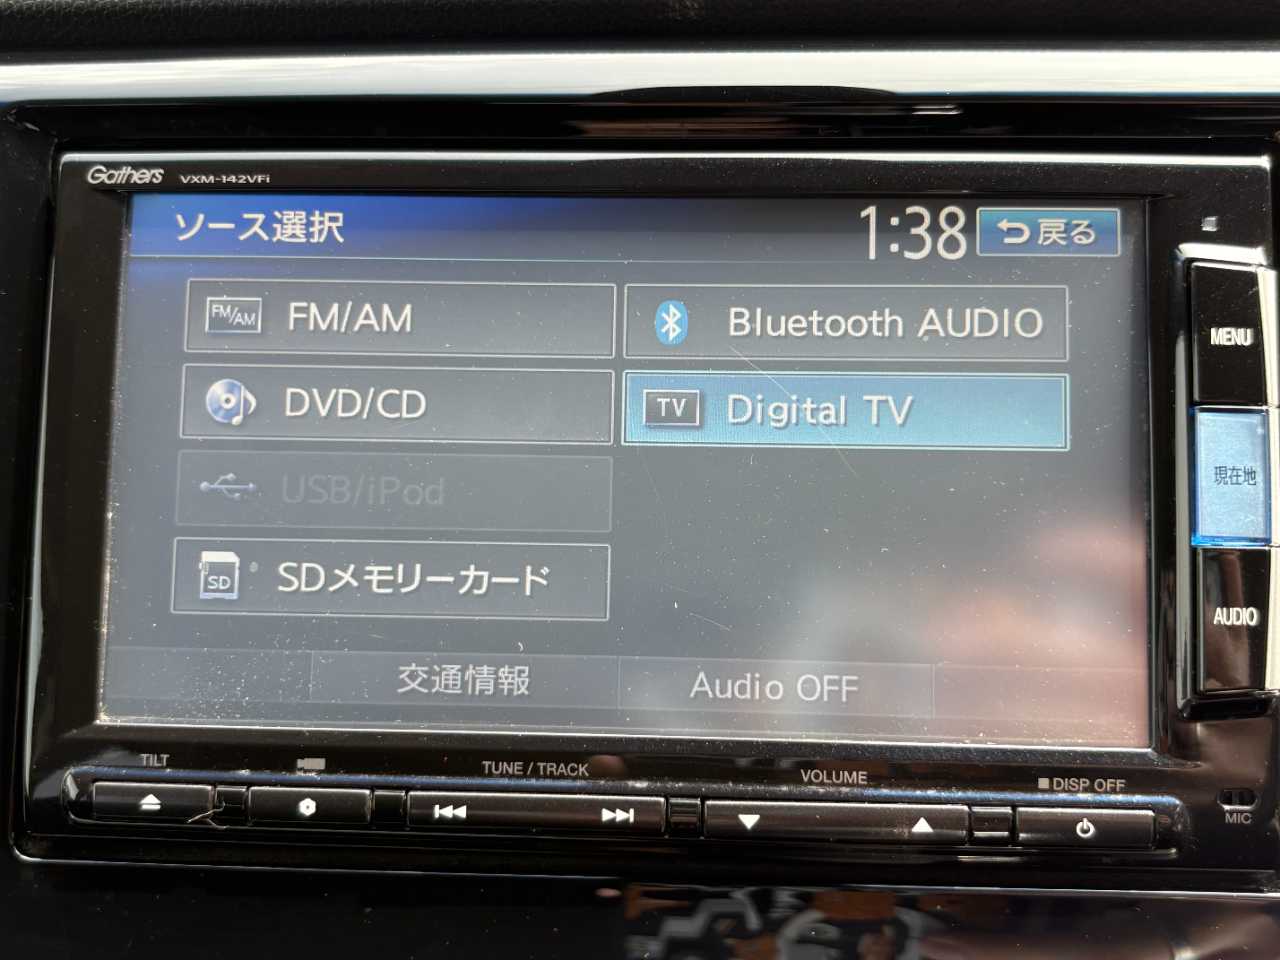 Gathers VXM-142VFi
ソース選択
1:38
戻る
FM/AM
FM/AM
Bluetooth AUDIO
DVD/CD
TV
Digital TV
USB/iPod
SD
SDメモリーカード
交通情報
Audio OFF
MENU
現在地
AUDIO
TILT
TUNE / TRACK
VOLUME
DISP OFF
MIC